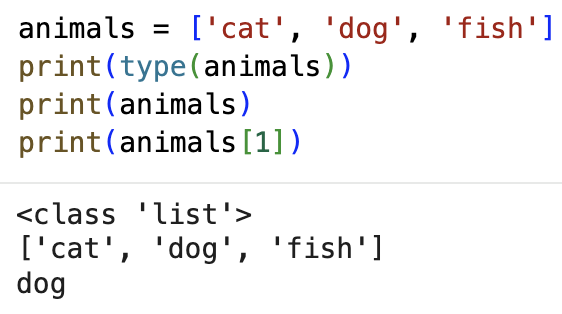 animals = ['cat', 'dog', 'fish']
print(type(animals))
print(animals)
print(animals[1])
<class 'list'>
['cat', 'dog', 'fish']
dog